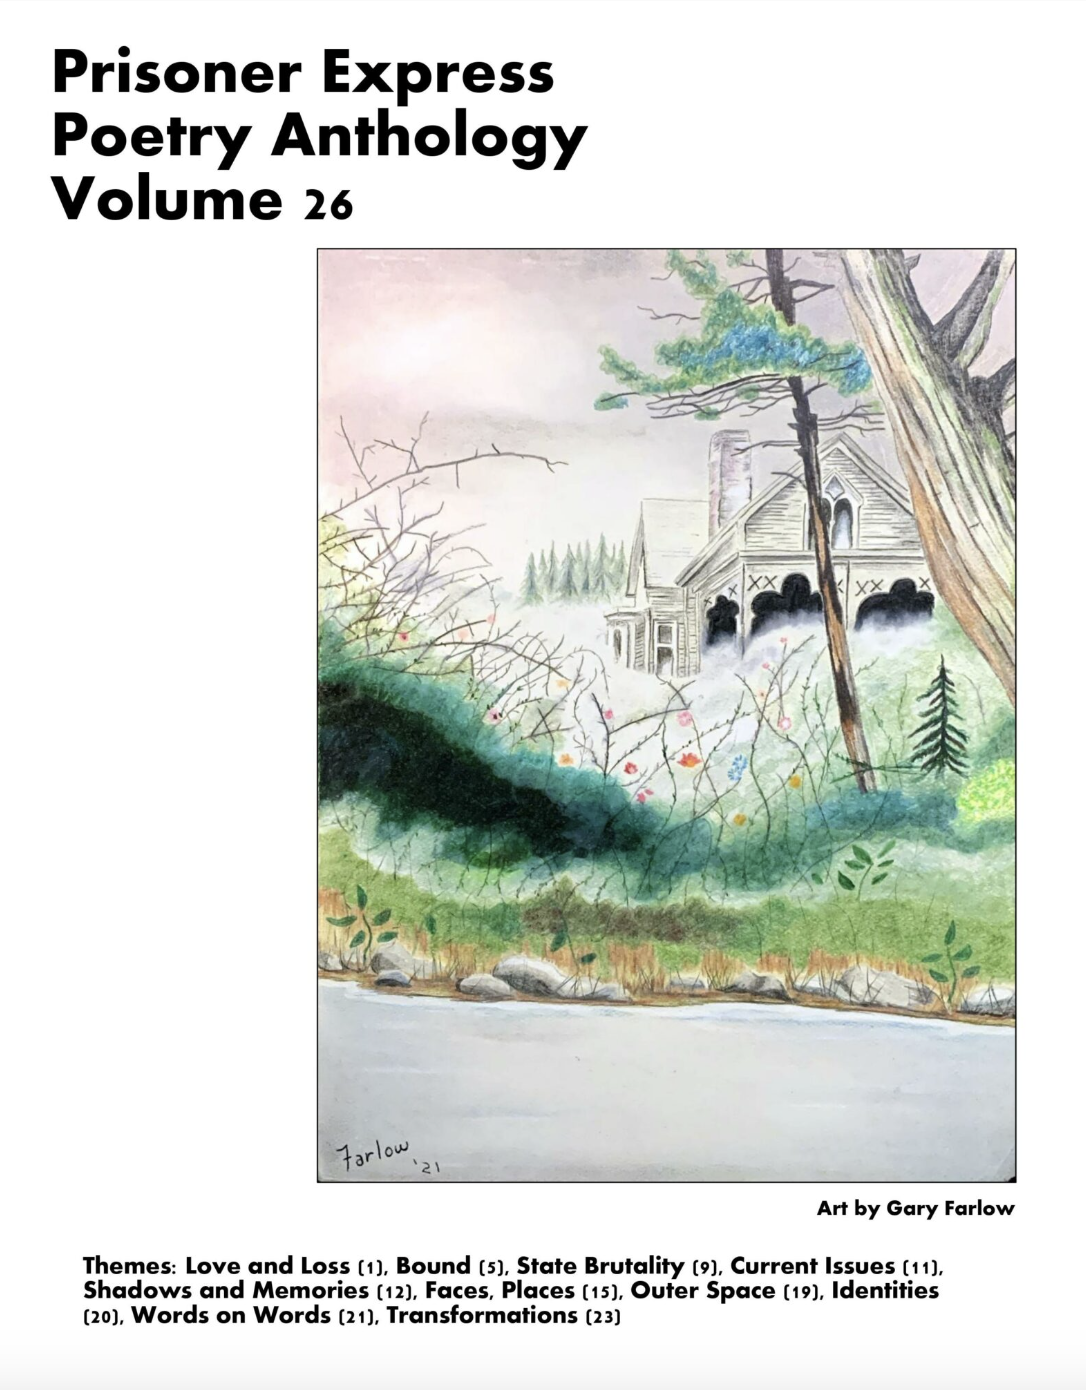 Prisoner Express
Poetry Anthology
Volume 26
Farlow
'21
Art by Gary Farlow
Themes: Love and Loss (1), Bound (5), State Brutality (9), Current Issues (11),
Shadows and Memories (12), Faces, Places (15), Outer Space (19), Identities
(20), Words on Words (21), Transformations (23)